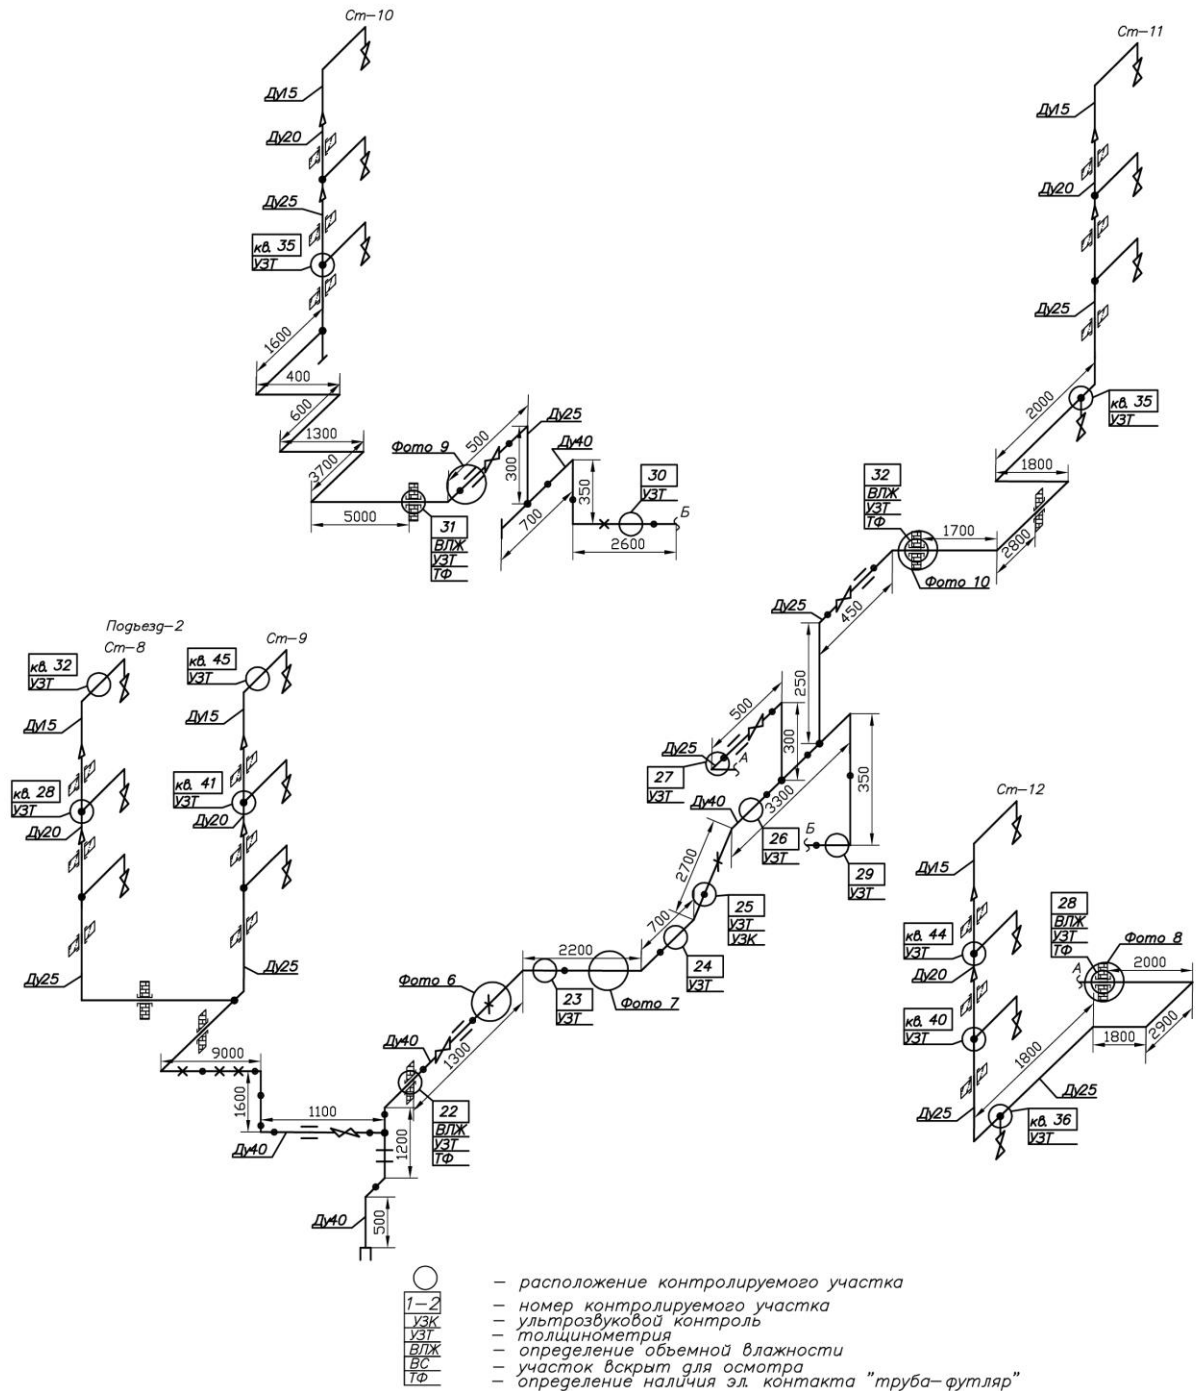 Ст-10
Ду15
Ду20
Ду25
кв. 35
УЗТ
1600
400
600
1300
3700
5000
Фото 9
500
300
Ду25
Ду40
350
700
2600
30
УЗТ
Б
31
ВЛЖ
УЗТ
ТФ
Ст-11
Ду15
Ду20
Ду25
2000
кв. 35
УЗТ
1800
2800
1700
32
ВЛЖ
УЗТ
ТФ
Фото 10
Ду25
450
250
Подъезд-2
Ст-8
кв. 32
УЗТ
Ду15
кв. 28
УЗТ
Ду20
Ду25
Ст-9
кв. 45
УЗТ
Ду15
кв. 41
УЗТ
Ду20
Ду25
9000
1600
1100
Ду40
1200
Ду40
500
Ду40
22
ВЛЖ
УЗТ
ТФ
1300
Фото 6
2200
23
УЗТ
Фото 7
700
24
УЗТ
25
УЗТ
УЗК
2700
Ду40
26
УЗТ
3300
27
УЗТ
Ду25
А
500
300
350
Б
29
УЗТ
Ст-12
Ду15
кв. 44
УЗТ
Ду20
кв. 40
УЗТ
Ду25
28
ВЛЖ
УЗТ
ТФ
А
Фото 8
2000
2900
1800
1800
Ду25
кв. 36
УЗТ
– расположение контролируемого участка
1-2 – номер контролируемого участка
УЗК – ультрозвуковой контроль
УЗТ – толщинометрия
ВЛЖ – определение объемной влажности
ВС – участок вскрыт для осмотра
ТФ – определение наличия эл. контакта "труба-футляр"